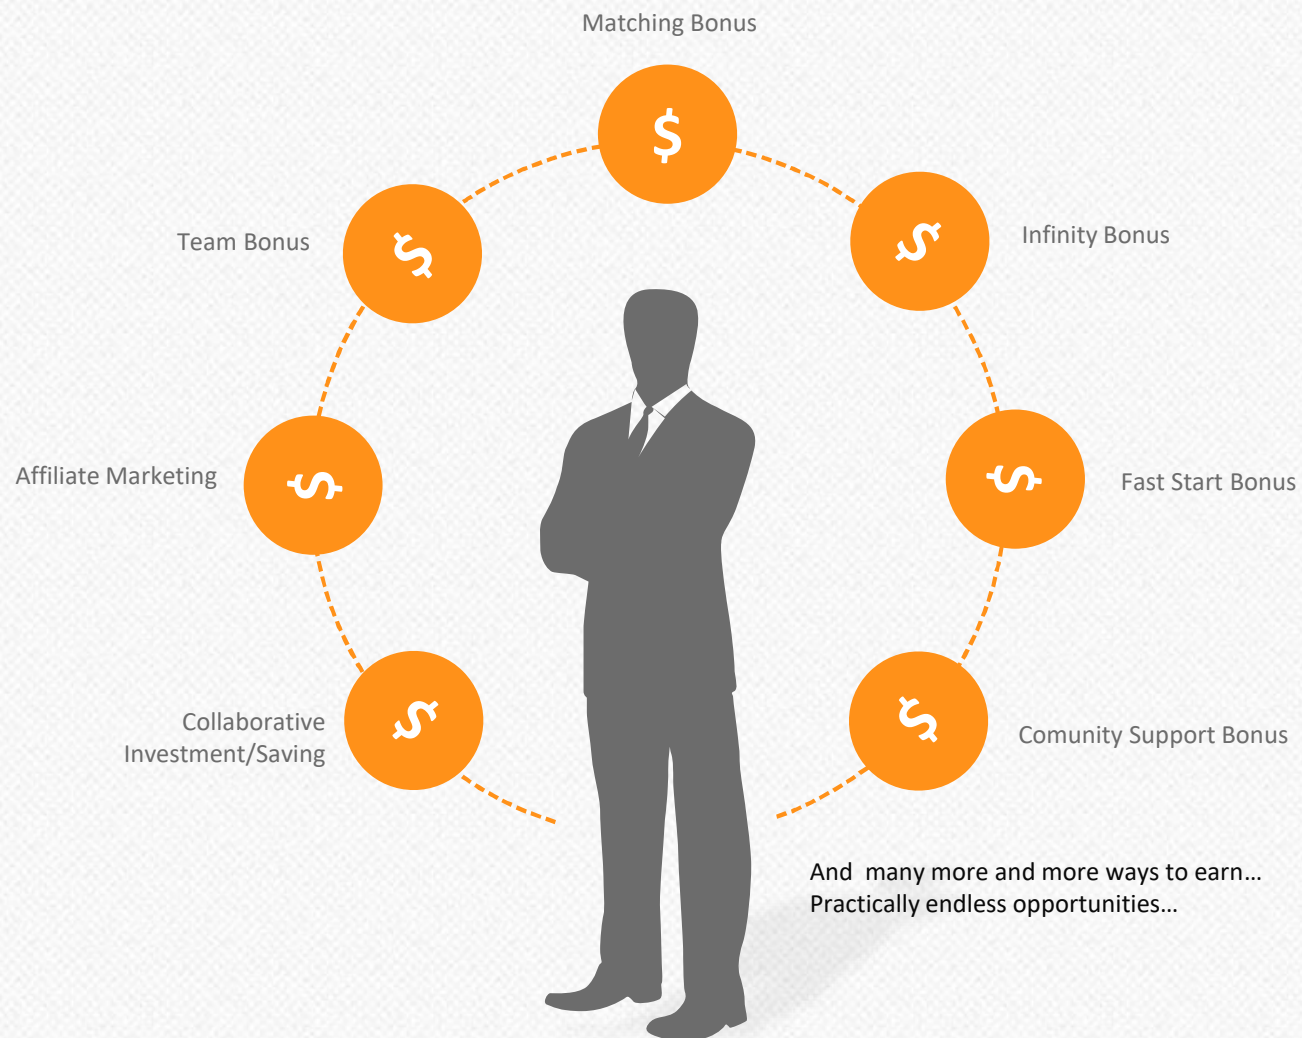 Matching Bonus
Team Bonus
Infinity Bonus
Affiliate Marketing
Fast Start Bonus
Collaborative
Investment/Saving
Comunity Support Bonus
And  many more and more ways to earn…
Practically endless opportunities…
$
$
$
$
$
$
$